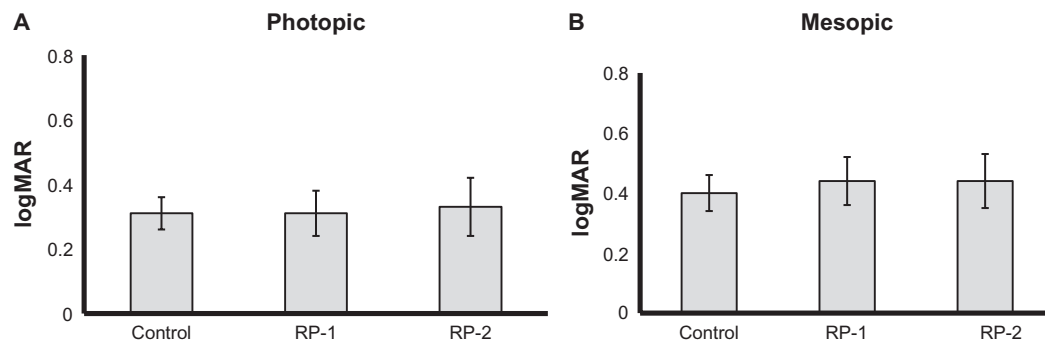 A
Photopic
0.8
0.6
0.4
0.2
0
logMAR
Control
RP-1
RP-2
B
Mesopic
0.8
0.6
0.4
0.2
0
logMAR
Control
RP-1
RP-2